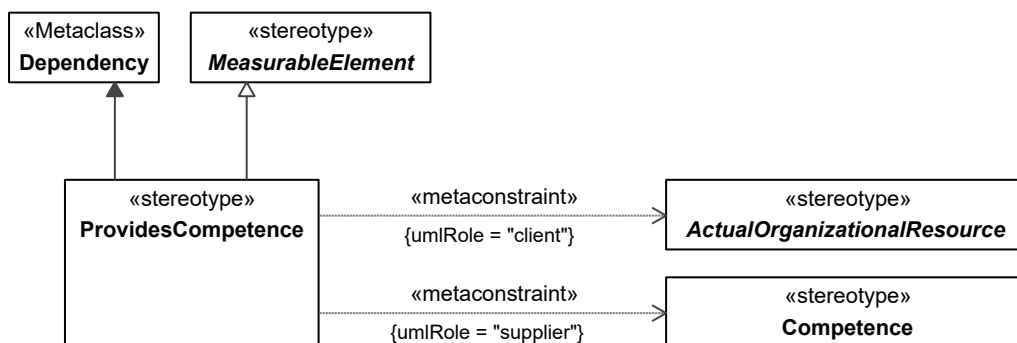 «Metaclass»
Dependency
«stereotype»
MeasurableElement
«stereotype»
ProvidesCompetence
«metaconstraint»
{umlRole = "client"}
«stereotype»
ActualOrganizationalResource
«metaconstraint»
{umlRole = "supplier"}
«stereotype»
Competence